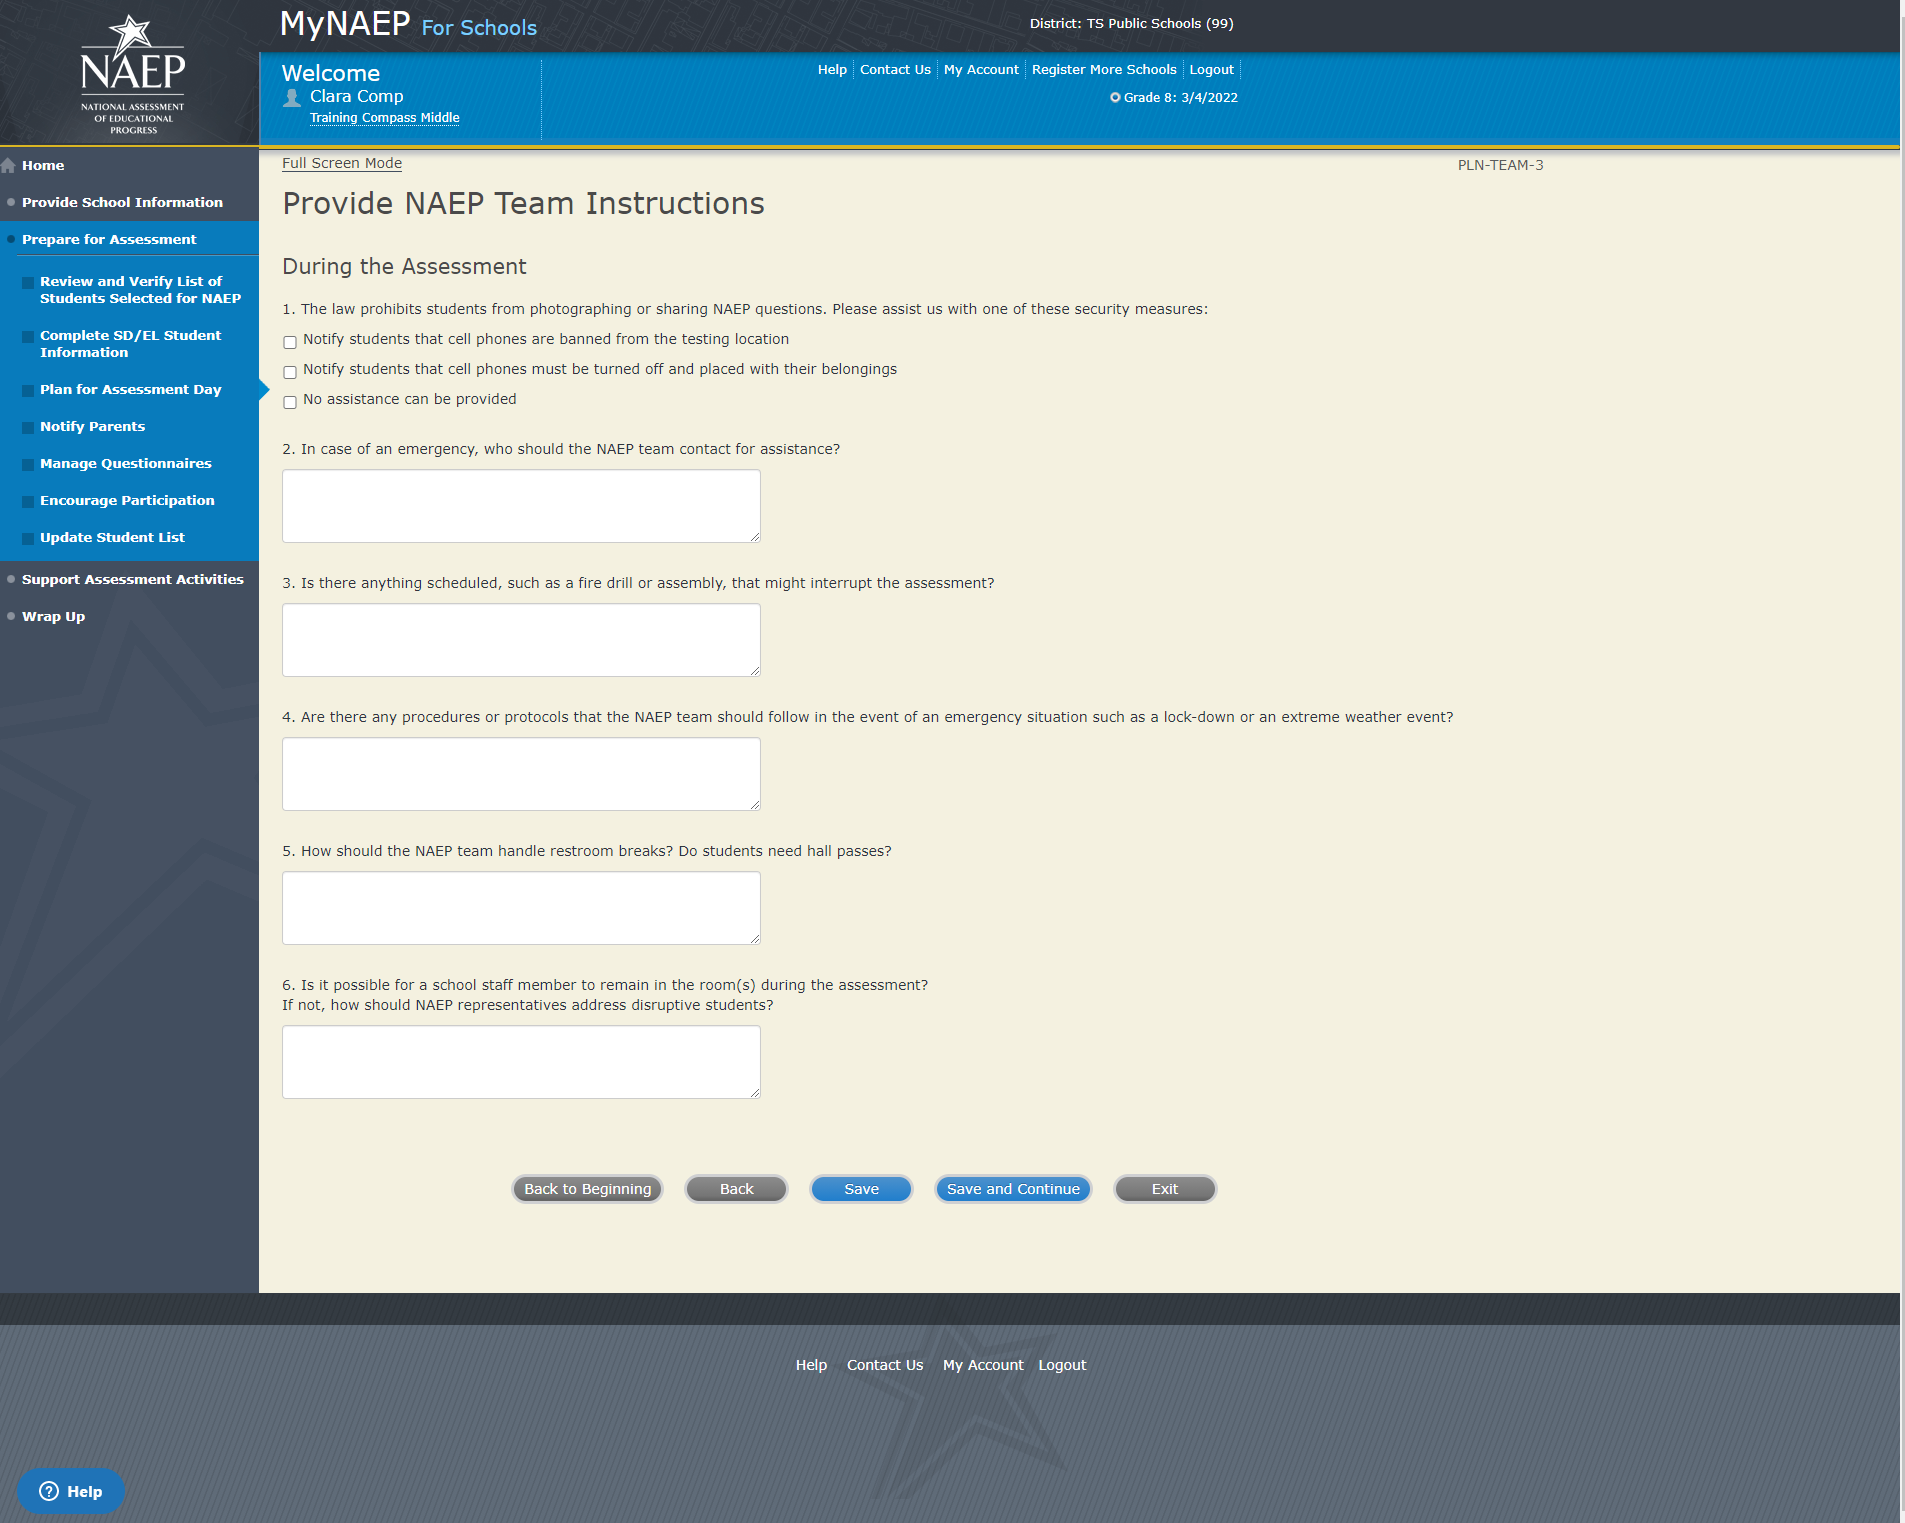 MyNAEP For Schools
District: TS Public Schools (99)
NAEP
NATIONAL ASSESSMENT
OF EDUCATIONAL
PROGRESS
Welcome
Clara Comp
Training Compass Middle
Help
Contact Us
My Account
Register More Schools
Logout
Grade 8: 3/4/2022
Home
Provide School Information
Prepare for Assessment
Review and Verify List of
Students Selected for NAEP
Complete SD/EL Student
Information
Plan for Assessment Day
Notify Parents
Manage Questionnaires
Encourage Participation
Update Student List
Support Assessment Activities
Wrap Up
Full Screen Mode
PLN-TEAM-3
Provide NAEP Team Instructions
During the Assessment
1. The law prohibits students from photographing or sharing NAEP questions. Please assist us with one of these security measures:
Notify students that cell phones are banned from the testing location
Notify students that cell phones must be turned off and placed with their belongings
No assistance can be provided
2. In case of an emergency, who should the NAEP team contact for assistance?
3. Is there anything scheduled, such as a fire drill or assembly, that might interrupt the assessment?
4. Are there any procedures or protocols that the NAEP team should follow in the event of an emergency situation such as a lock-down or an extreme weather event?
5. How should the NAEP team handle restroom breaks? Do students need hall passes?
6. Is it possible for a school staff member to remain in the room(s) during the assessment?
If not, how should NAEP representatives address disruptive students?
Back to Beginning
Back
Save
Save and Continue
Exit
Help
Contact Us
My Account
Logout
Help